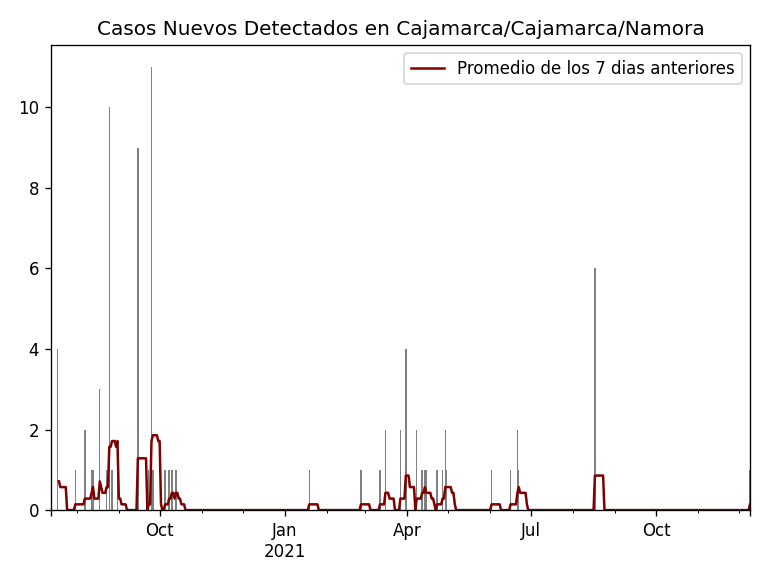 Casos Nuevos Detectados en Cajamarca/Cajamarca/Namora
Promedio de los 7 dias anteriores
10
8
6
4
2
0
Oct
Jan
2021
Apr
Jul
Oct